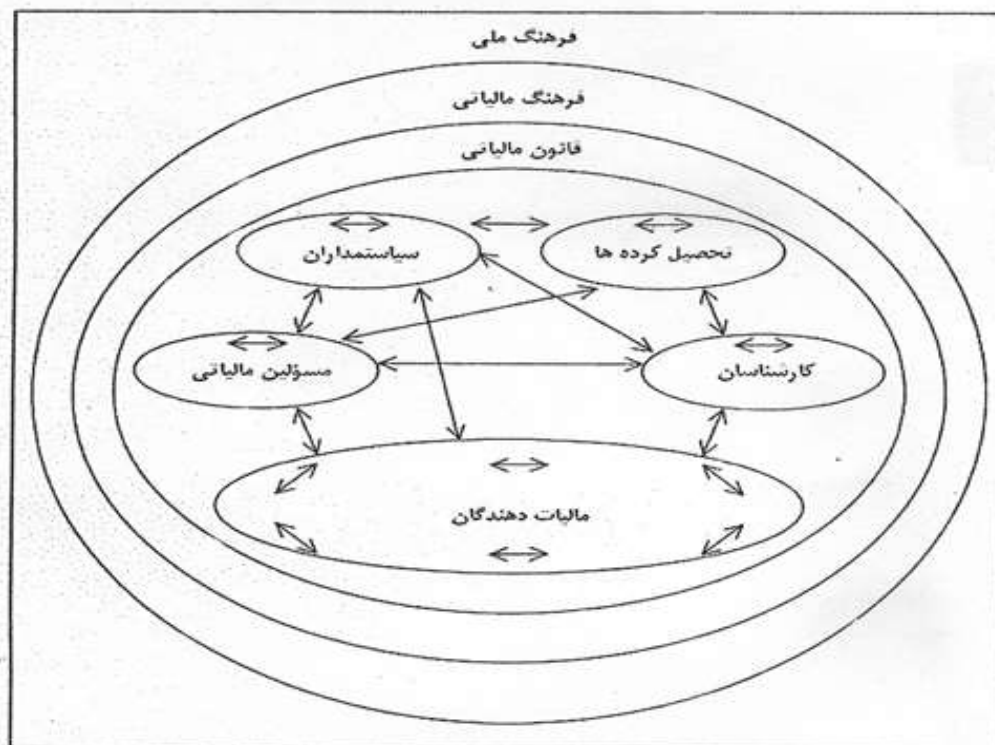 فرهنگ ملی
فرهنگ مالیاتی
قانون مالیاتی
تحصیل کرده ها
سیاستمداران
کارشناسان
مسؤلین مالیاتی
مالیات دهندگان